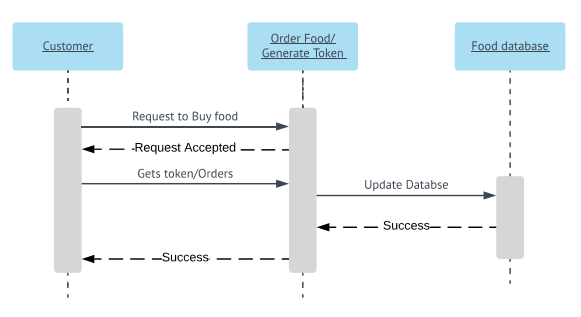 Customer
Order Food/
Generate Token
Food database
Request to Buy food
Request Accepted
Gets token/Orders
Update Databse
Success
Success